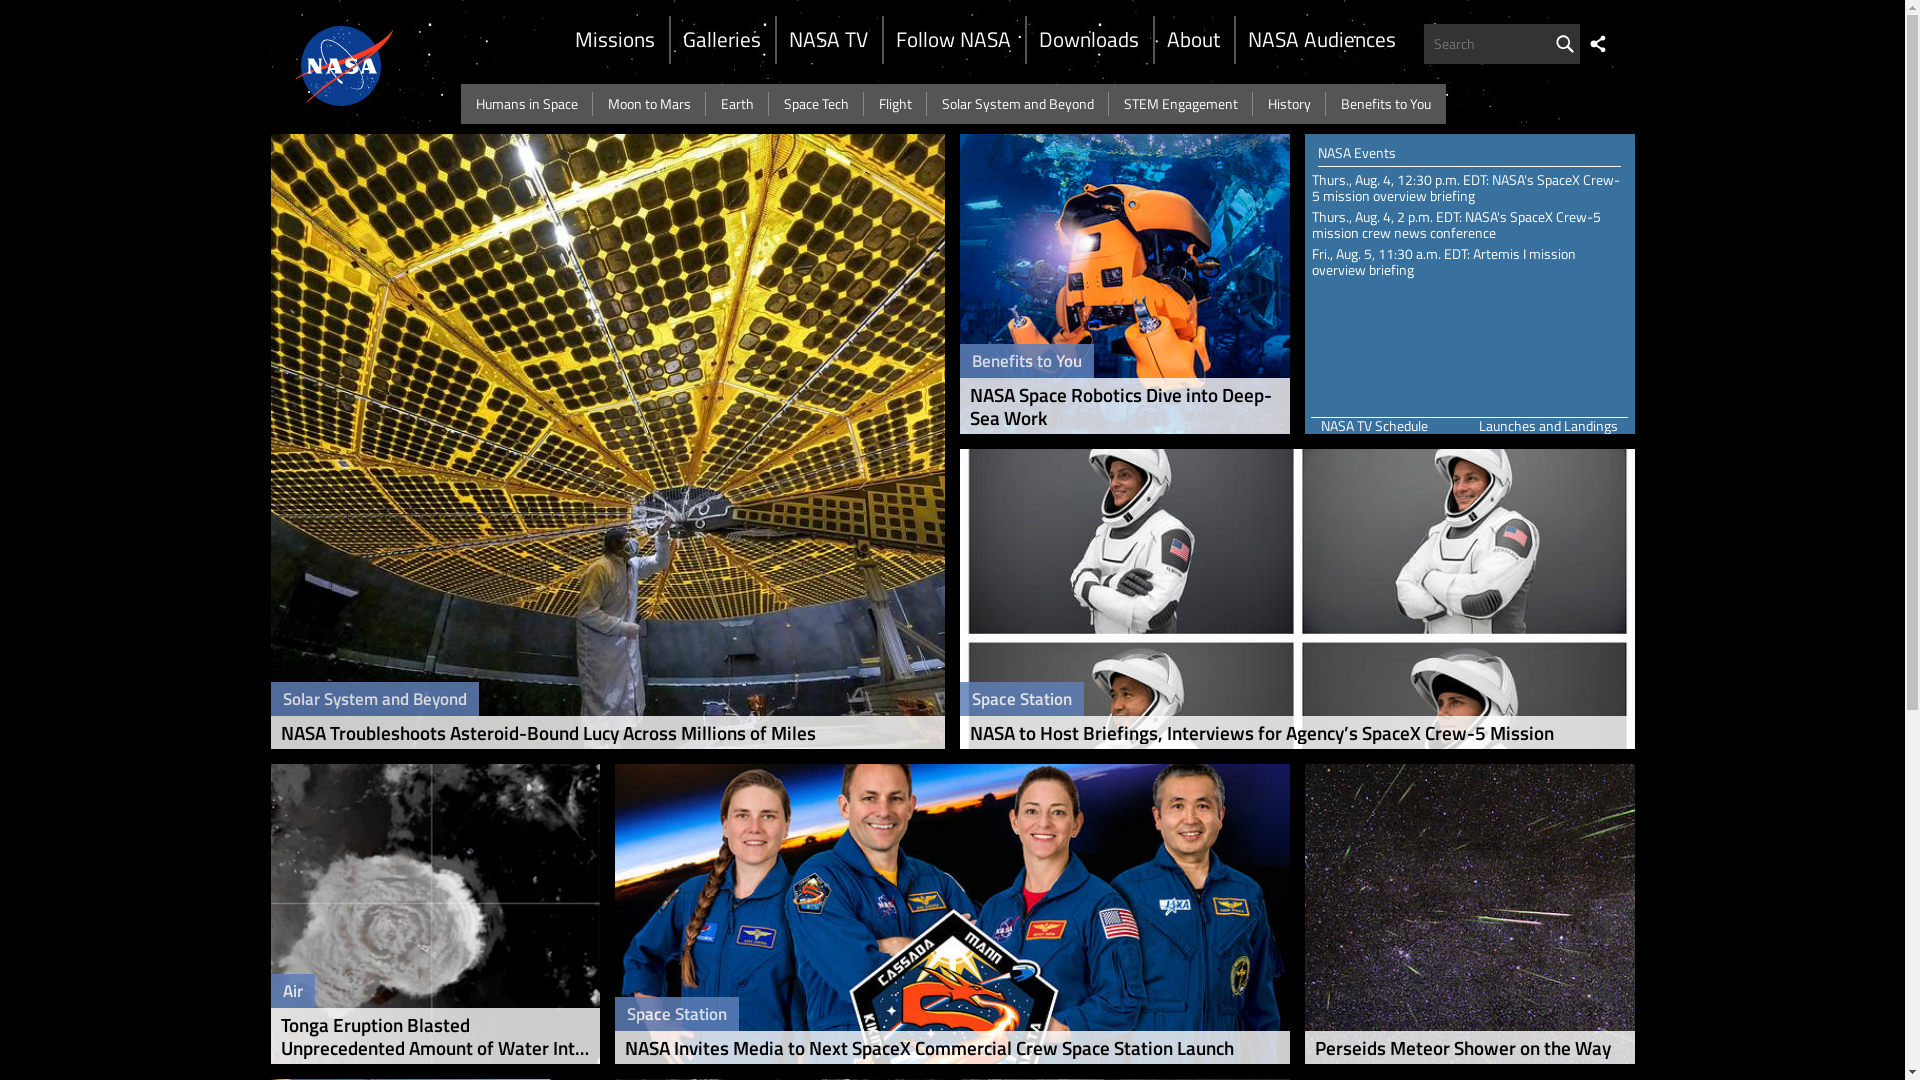 NASA
Missions
Galleries
NASA TV
Follow NASA
Downloads
About
NASA Audiences
Search
Humans in Space
Moon to Mars
Earth
Space Tech
Flight
Solar System and Beyond
STEM Engagement
History
Benefits to You
Solar System and Beyond
NASA Troubleshoots Asteroid-Bound Lucy Across Millions of Miles
Benefits to You
NASA Space Robotics Dive into Deep-
Sea Work
NASA Events
Thurs., Aug. 4, 12:30 p.m. EDT: NASA's SpaceX Crew-
5 mission overview briefing
Thurs., Aug. 4, 2 p.m. EDT: NASA's SpaceX Crew-5
mission crew news conference
Fri., Aug. 5, 11:30 a.m. EDT: Artemis I mission
overview briefing
NASA TV Schedule
Launches and Landings
Space Station
NASA to Host Briefings, Interviews for Agency’s SpaceX Crew-5 Mission
Air
Tonga Eruption Blasted
Unprecedented Amount of Water Int...
CASSADA
MANN
Space Station
NASA Invites Media to Next SpaceX Commercial Crew Space Station Launch
Perseids Meteor Shower on the Way